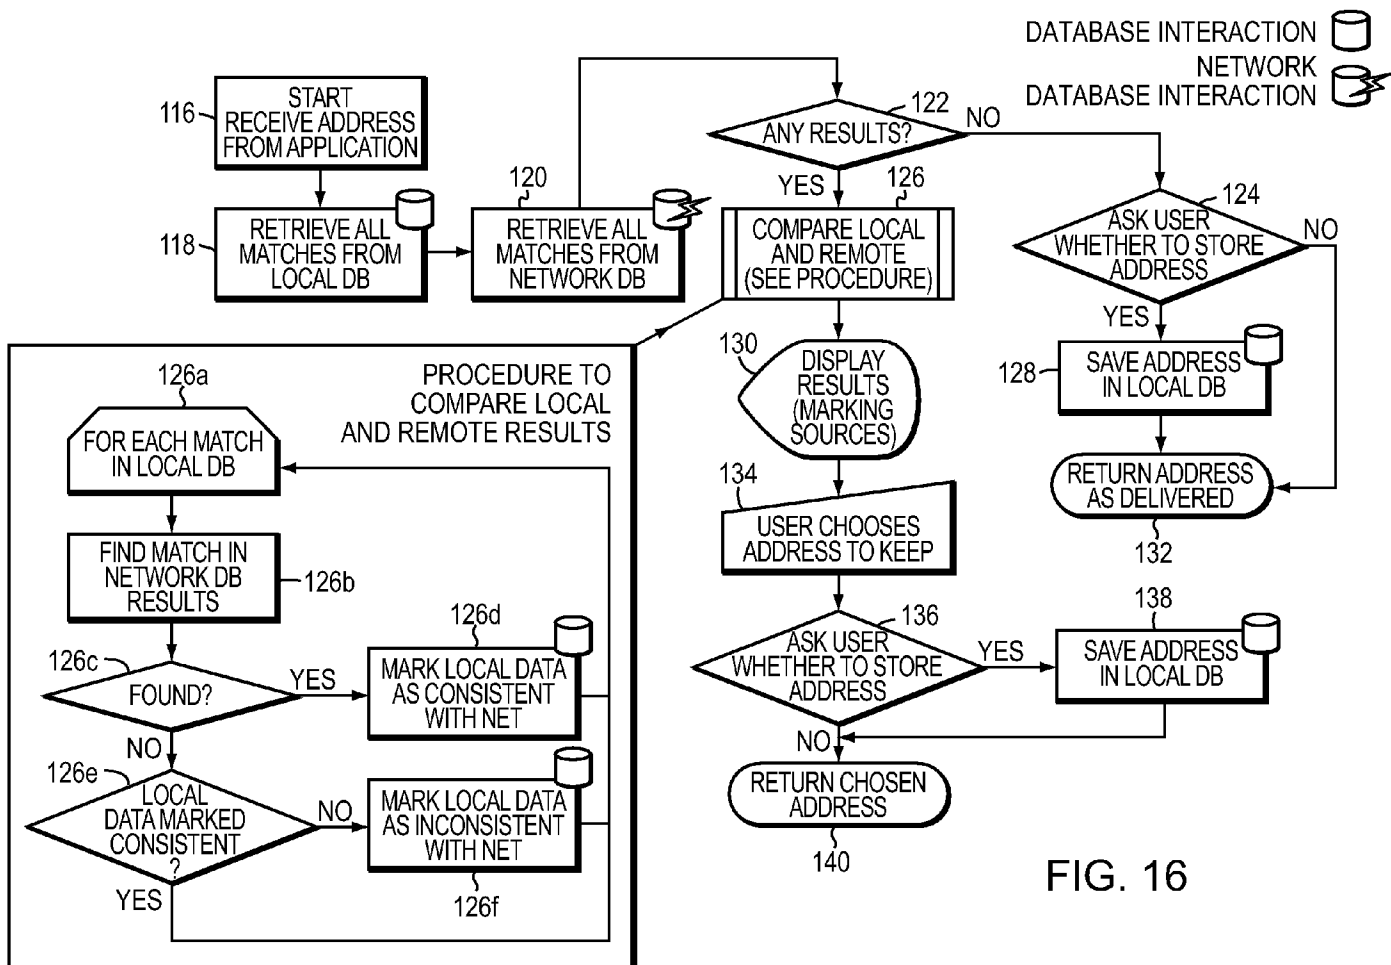 DATABASE INTERACTION
NETWORK
DATABASE INTERACTION
116
START
RECEIVE ADDRESS
FROM APPLICATION
118
RETRIEVE ALL
MATCHES FROM
LOCAL DB
120
RETRIEVE ALL
MATCHES FROM
NETWORK DB
122
ANY RESULTS?
NO
YES
126
COMPARE LOCAL
AND REMOTE
(SEE PROCEDURE)
124
ASK USER
WHETHER TO STORE
ADDRESS
NO
YES
128
SAVE ADDRESS
IN LOCAL DB
RETURN ADDRESS
AS DELIVERED
132
130
DISPLAY
RESULTS
(MARKING
SOURCES)
134
USER CHOOSES
ADDRESS TO KEEP
136
ASK USER
WHETHER TO STORE
ADDRESS
YES
138
SAVE ADDRESS
IN LOCAL DB
NO
RETURN CHOSEN
ADDRESS
140
PROCEDURE TO
COMPARE LOCAL
AND REMOTE RESULTS
126a
FOR EACH MATCH
IN LOCAL DB
FIND MATCH IN
NETWORK DB
RESULTS
126b
126c
FOUND?
YES
126d
MARK LOCAL DATA
AS CONSISTENT
WITH NET
NO
126e
LOCAL
DATA MARKED
CONSISTENT
?
NO
MARK LOCAL DATA
AS INCONSISTENT
WITH NET
126f
YES
FIG. 16